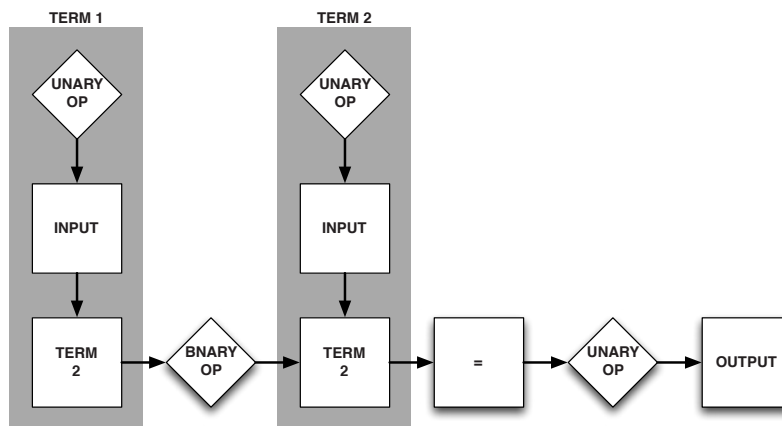 TERM 1
TERM 2
UNARY
OP
UNARY
OP
INPUT
INPUT
TERM
2
BNARY
OP
TERM
2
=
UNARY
OP
OUTPUT